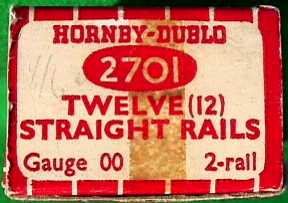 HORNBY-DUBLO
2701
TWELVE (12)
STRAIGHT RAILS
Gauge 00 2-rail